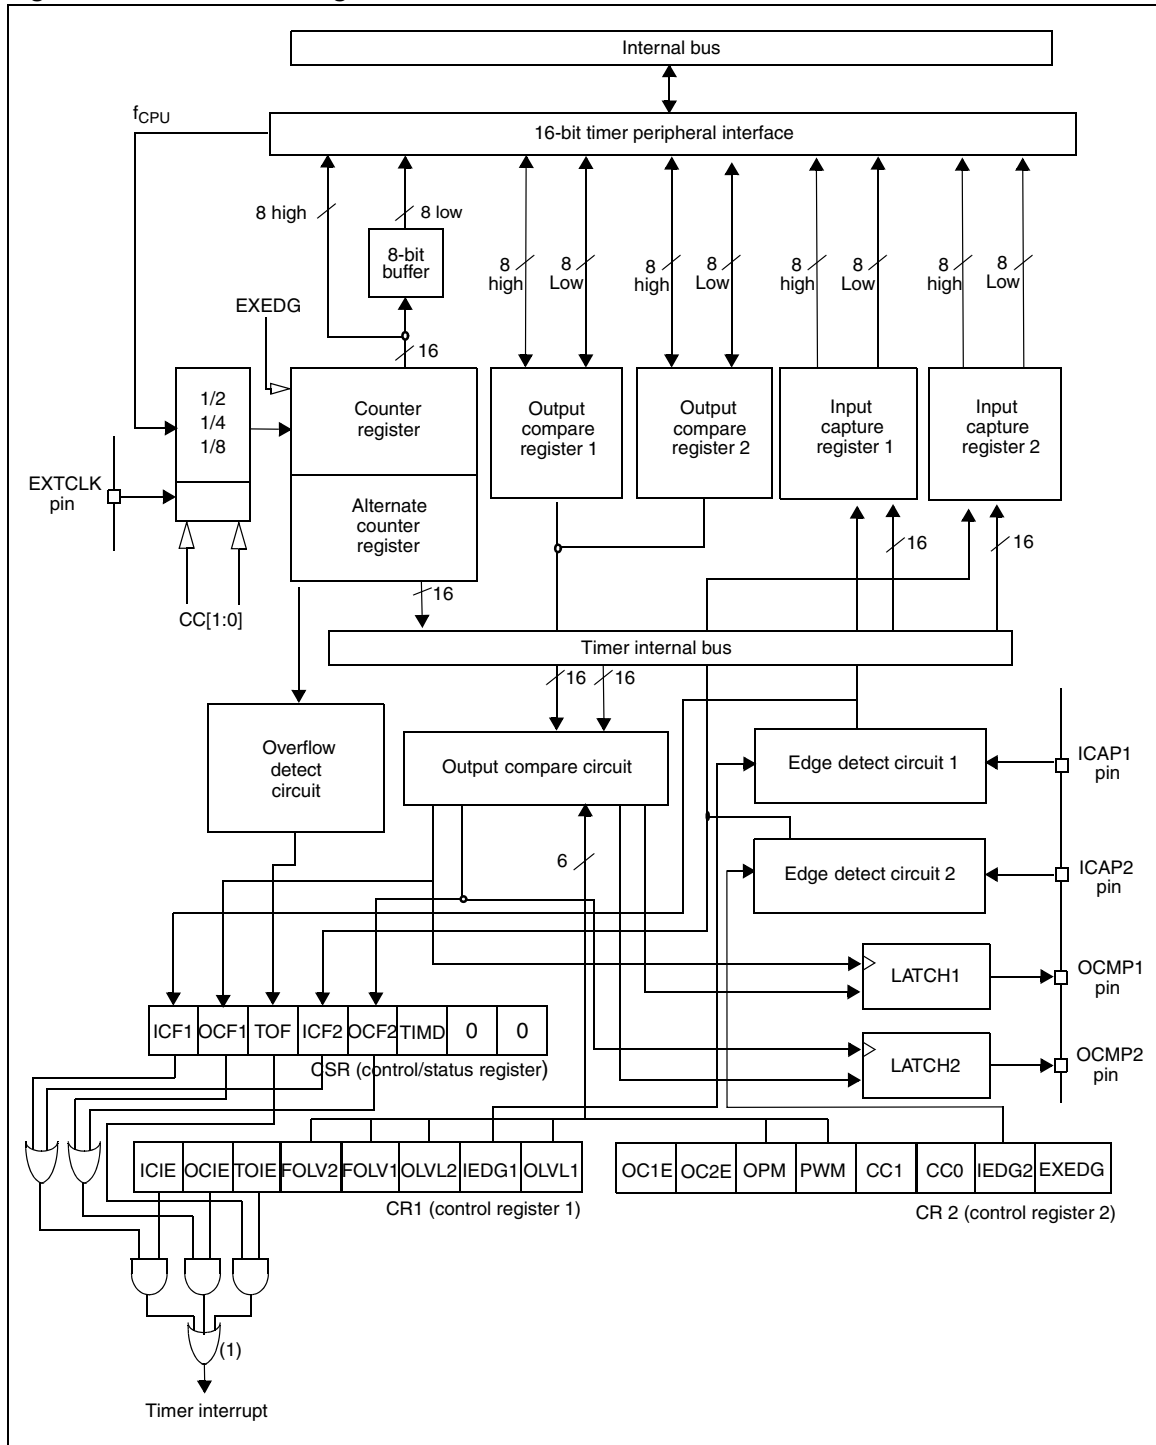 Internal bus
fCPU
16-bit timer peripheral interface
8 high
8 low
8-bit
buffer
8
high
8
Low
8
high
8
Low
8
high
8
Low
8
high
8
Low
EXEDG
16
1/2
1/4
1/8
Counter
register
Output
compare
register 1
Output
compare
register 2
Input
capture
register 1
Input
capture
register 2
EXTCLK
pin
Alternate
counter
register
16
16
CC[1:0]
16
Timer internal bus
16
16
Overflow
detect
circuit
Output compare circuit
Edge detect circuit 1
ICAP1
pin
6
Edge detect circuit 2
ICAP2
pin
LATCH1
OCMP1
pin
ICF1 OCF1 TOF ICF2 OCF2 TIMD 0 0
CSR (control/status register)
LATCH2
OCMP2
pin
ICIE OCIE TOIE FOLV2 FOLV1 OLVL2 IEDG1 OLVL1
CR1 (control register 1)
OC1E OC2E OPM PWM CC1 CC0 IEDG2 EXEDG
CR 2 (control register 2)
(1)
Timer interrupt